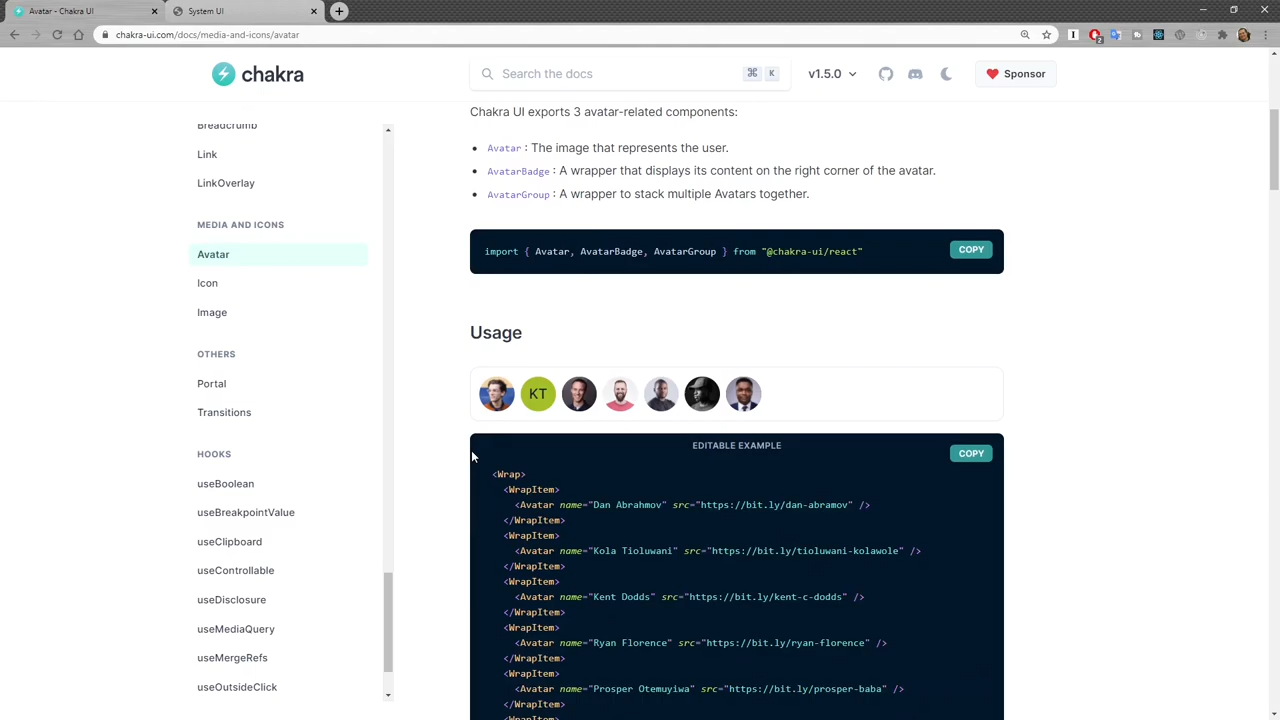 Avatar - Chakra UI
System UI
chakra-ui.com/docs/media-and-icons/avatar
2
chakra
Search the docs
⌘ K
v1.5.0
Sponsor
Breadcrumb
Link
LinkOverlay
MEDIA AND ICONS
Avatar
Icon
Image
OTHERS
Portal
Transitions
HOOKS
useBoolean
useBreakpointValue
useClipboard
useControllable
useDisclosure
useMediaQuery
useMergeRefs
useOutsideClick
Chakra UI exports 3 avatar-related components:
Avatar : The image that represents the user.
AvatarBadge : A wrapper that displays its content on the right corner of the avatar.
AvatarGroup : A wrapper to stack multiple Avatars together.
import { Avatar, AvatarBadge, AvatarGroup } from "@chakra-ui/react"
COPY
Usage
KT
EDITABLE EXAMPLE
COPY
<Wrap>
<WrapItem>
<Avatar name="Dan Abrahmov" src="https://bit.ly/dan-abramov" />
</WrapItem>
<WrapItem>
<Avatar name="Kola Tioluwani" src="https://bit.ly/tioluwani-kolawole" />
</WrapItem>
<WrapItem>
<Avatar name="Kent Dodds" src="https://bit.ly/kent-c-dodds" />
</WrapItem>
<WrapItem>
<Avatar name="Ryan Florence" src="https://bit.ly/ryan-florence" />
</WrapItem>
<WrapItem>
<Avatar name="Prosper Otemuyiwa" src="https://bit.ly/prosper-baba" />
</WrapItem>
<WrapItem>